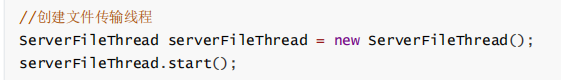 //创建文件传输线程
ServerFileThread serverFileThread = new ServerFileThread();
serverFileThread.start();